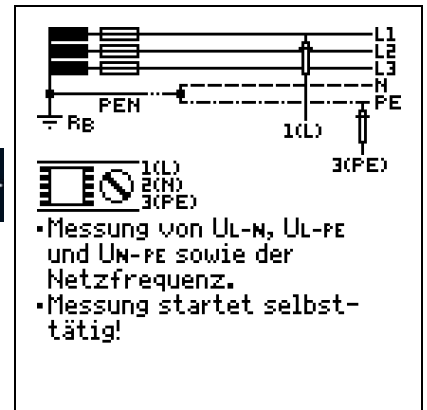 L1
L2
L3
N
PEN
PE
RB
1(L)
3(PE)
1(L)
2(N)
3(PE)
▪Messung von UL-N, UL-PE
und UN-PE sowie der
Netzfrequenz.
▪Messung startet selbst-
tätig!